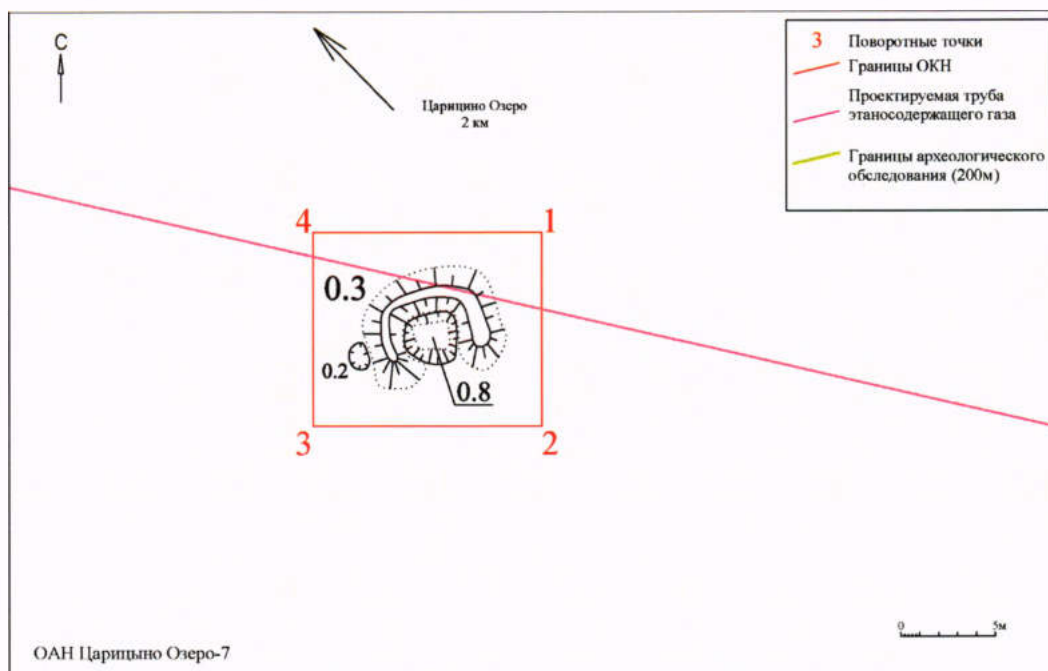 С
Царицино Озеро
2 км
3 Поворотные точки
Границы ОКН
Проектируемая труба
этаносодержащего газа
Границы археологического
обследования (200м)
4
1
0.3
0.2
0.8
3
2
0
5м
ОАН Царицыно Озеро-7